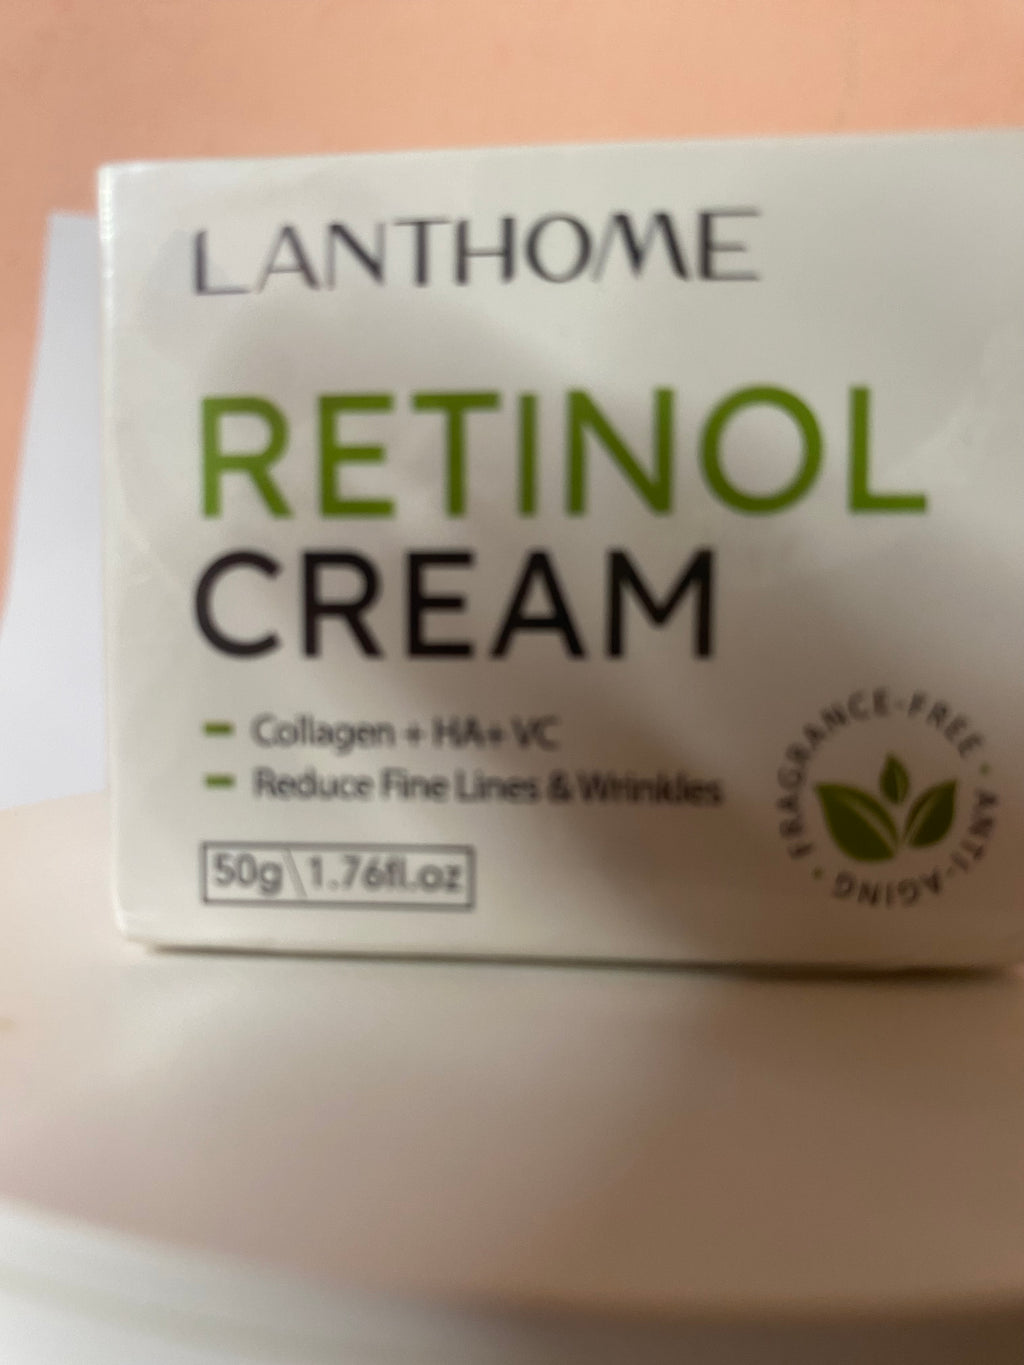 LANTHOME
RETINOL
CREAM
- Collagen + HA+ VC
- Reduce Fine Lines & Wrinkles
50g\1.76fl.oz
FRAGRANCE-FREE • ANTI-AGING •